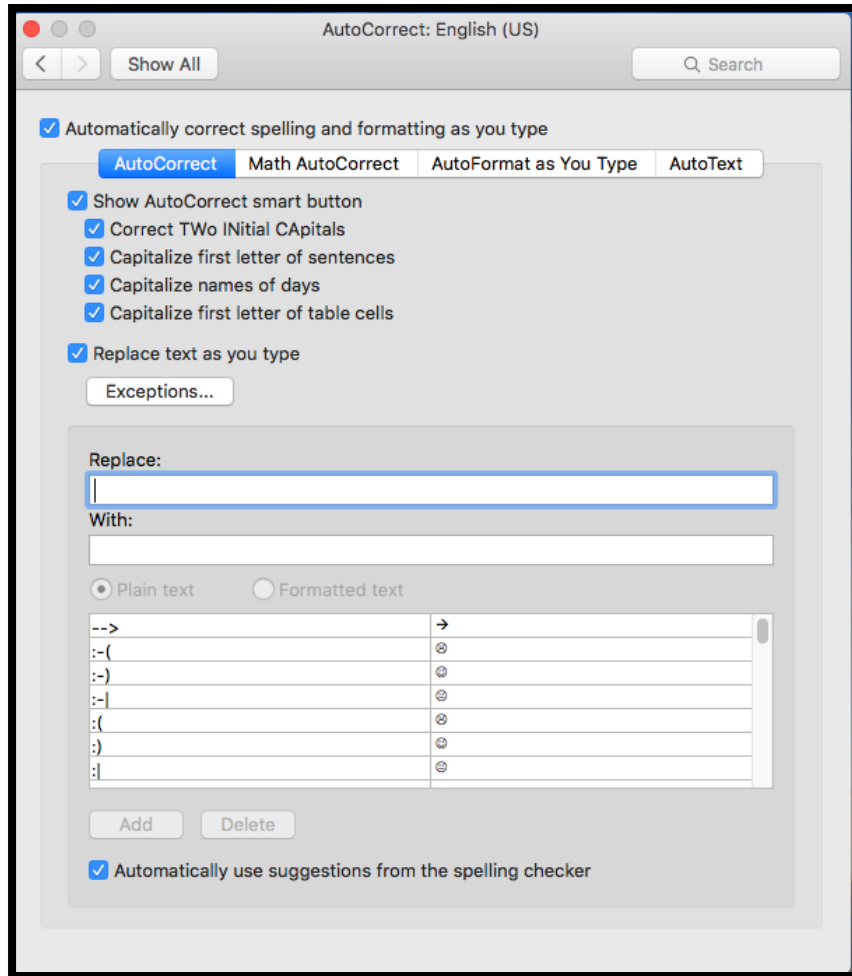 AutoCorrect: English (US)
Show All
Search
Automatically correct spelling and formatting as you type
AutoCorrect Math AutoCorrect AutoFormat as You Type AutoText
Show AutoCorrect smart button
Correct TWo INitial CApitals
Capitalize first letter of sentences
Capitalize names of days
Capitalize first letter of table cells
Replace text as you type
Exceptions...
Replace:
With:
Plain text Formatted text
--> →
:-( ☹
:-) ☺
:-| 😐
:( ☹
:) ☺
:| 😐
Add Delete
Automatically use suggestions from the spelling checker